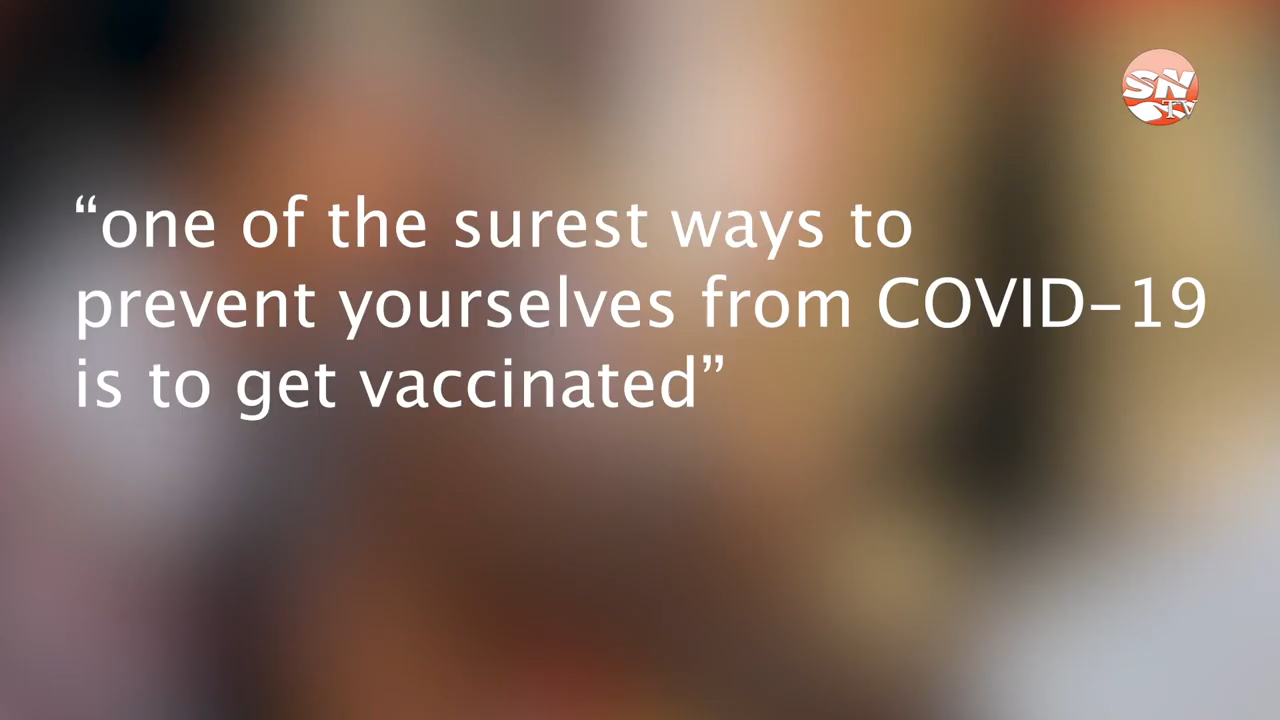 SN
TV
“one of the surest ways to
prevent yourselves from COVID-19
is to get vaccinated”